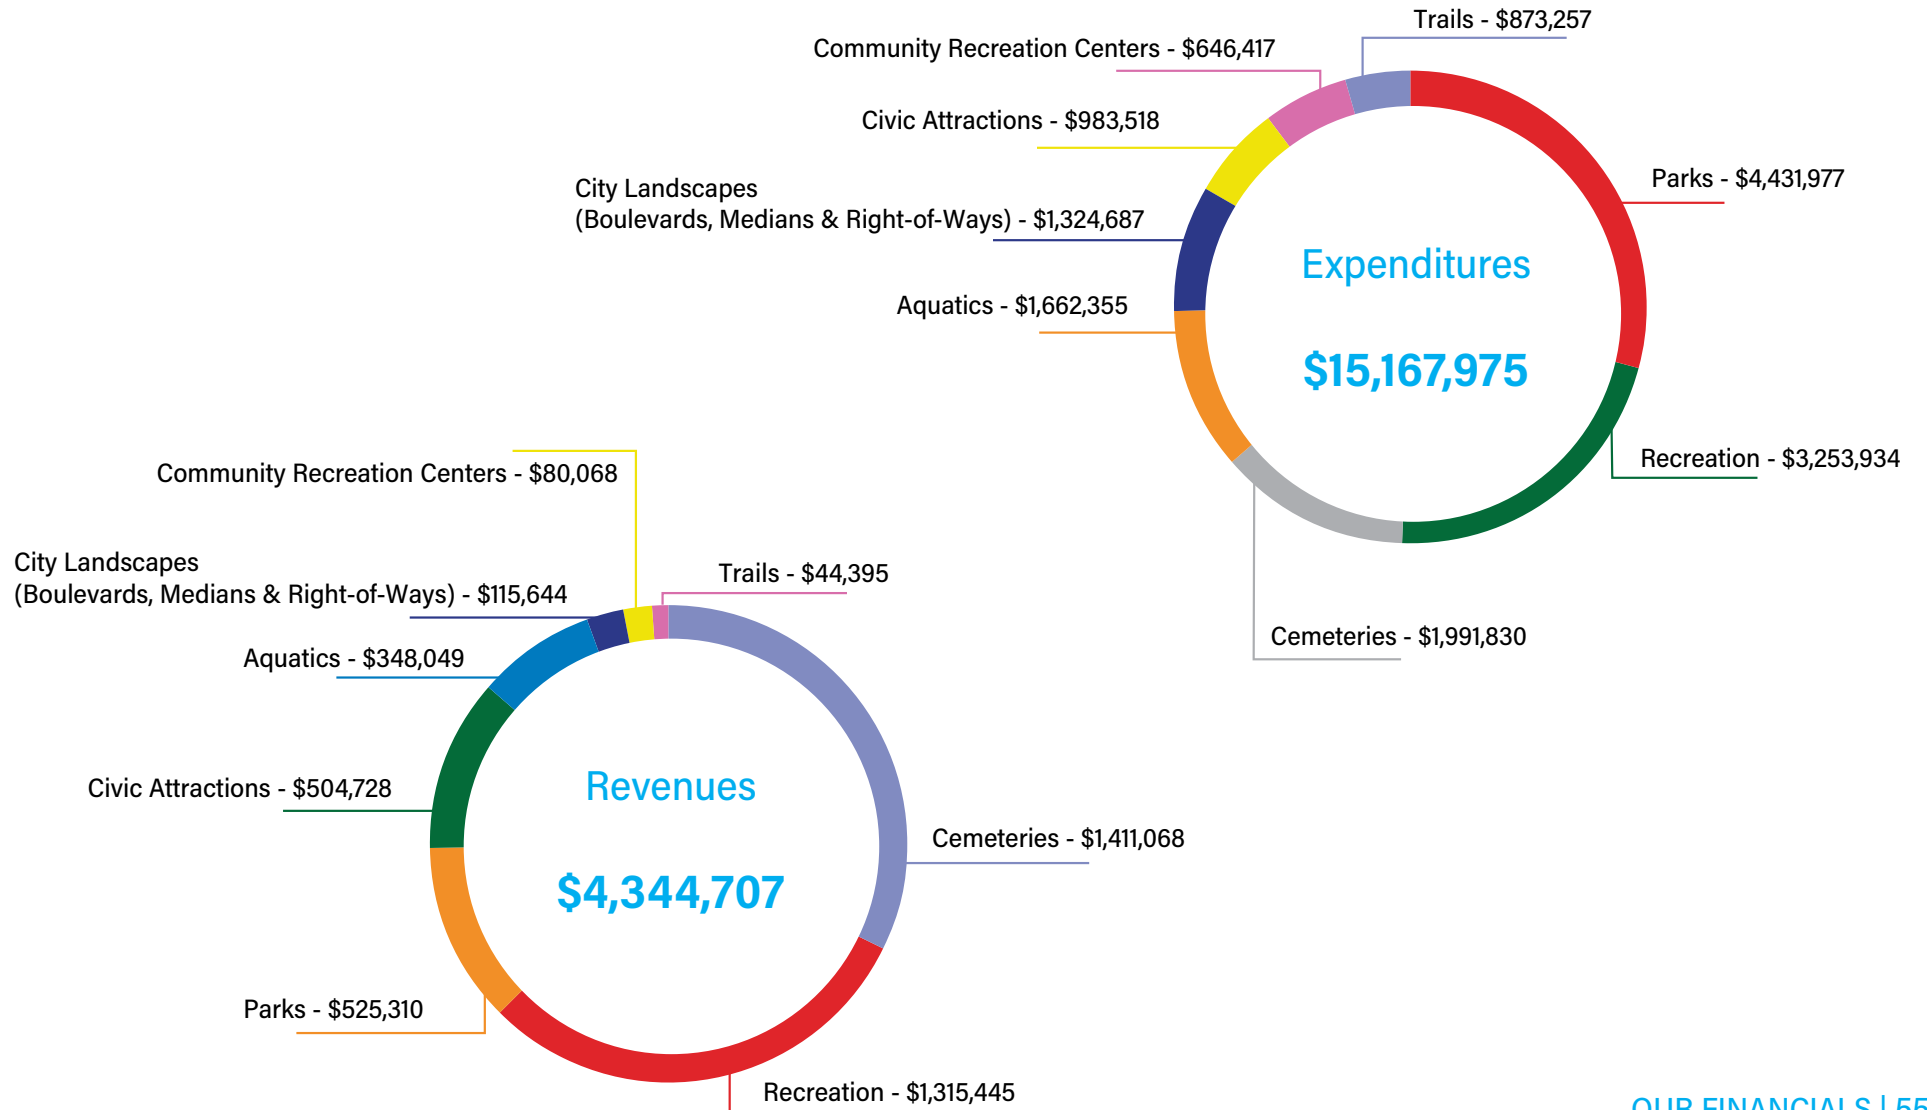 Trails - $873,257
Community Recreation Centers - $646,417
Civic Attractions - $983,518
City Landscapes
(Boulevards, Medians & Right-of-Ways) - $1,324,687
Aquatics - $1,662,355
Parks - $4,431,977
Expenditures
$15,167,975
Recreation - $3,253,934
Cemeteries - $1,991,830
Community Recreation Centers - $80,068
City Landscapes
(Boulevards, Medians & Right-of-Ways) - $115,644
Trails - $44,395
Aquatics - $348,049
Civic Attractions - $504,728
Revenues
$4,344,707
Cemeteries - $1,411,068
Parks - $525,310
Recreation - $1,315,445
OUR FINANCIALS | 55